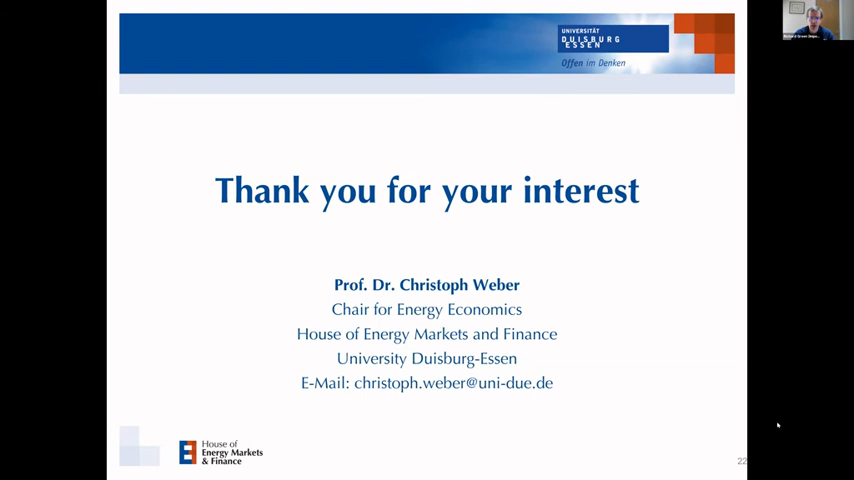 UNIVERSITÄT
DUISBURG
ESSEN
Offen im Denken
Thank you for your interest
Prof. Dr. Christoph Weber
Chair for Energy Economics
House of Energy Markets and Finance
University Duisburg-Essen
E-Mail: christoph.weber@uni-due.de
House of
Energy Markets
& Finance
22